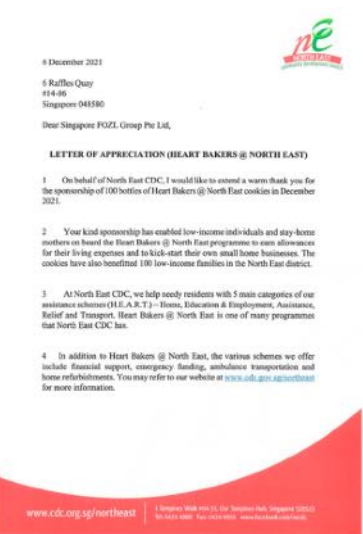 ne
NORTH EAST
6 December 2021
6 Raffles Quay
#14-06
Singapore 048580
Dear Singapore FOZL Group Pte Ltd,
LETTER OF APPRECIATION (HEART BAKERS @ NORTH EAST)
1 On behalf of North East CDC, I would like to extend a warm thank you for
the sponsorship of 100 bottles of Heart Bakers @ North East cookies in December
2021.
2 Your kind sponsorship has enabled low-income individuals and stay-home
mothers on board the Heart Bakers @ North East programme to earn allowances
for their living expenses and to kick-start their own small home businesses. The
cookies have also benefitted 100 low-income families in the North East district.
3 At North East CDC, we help needy residents with 5 main categories of our
assistance schemes (H.E.A.R.T.) – Home, Education & Employment, Assistance,
Relief and Transport. Heart Bakers @ North East is one of many programmes
that North East CDC has.
4 In addition to Heart Bakers @ North East, the various schemes we offer
include financial support, emergency funding, ambulance transportation and
home refurbishments. You may refer to our website at www.cdc.gov.sg/northeast
for more information.
www.cdc.org.sg/northeast
Tampines Walk Our Tampines Hub, Singapore